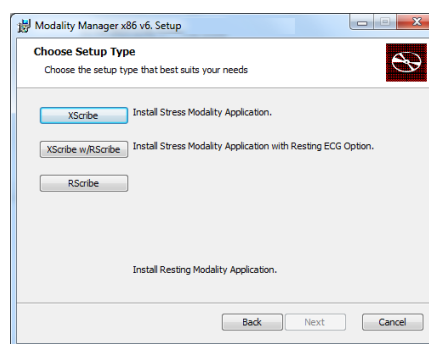 Modality Manager x86 v6. Setup
Choose Setup Type
Choose the setup type that best suits your needs
XScribe Install Stress Modality Application.
XScribe w/RScribe Install Stress Modality Application with Resting ECG Option.
RScribe
Install Resting Modality Application.
Back Next Cancel